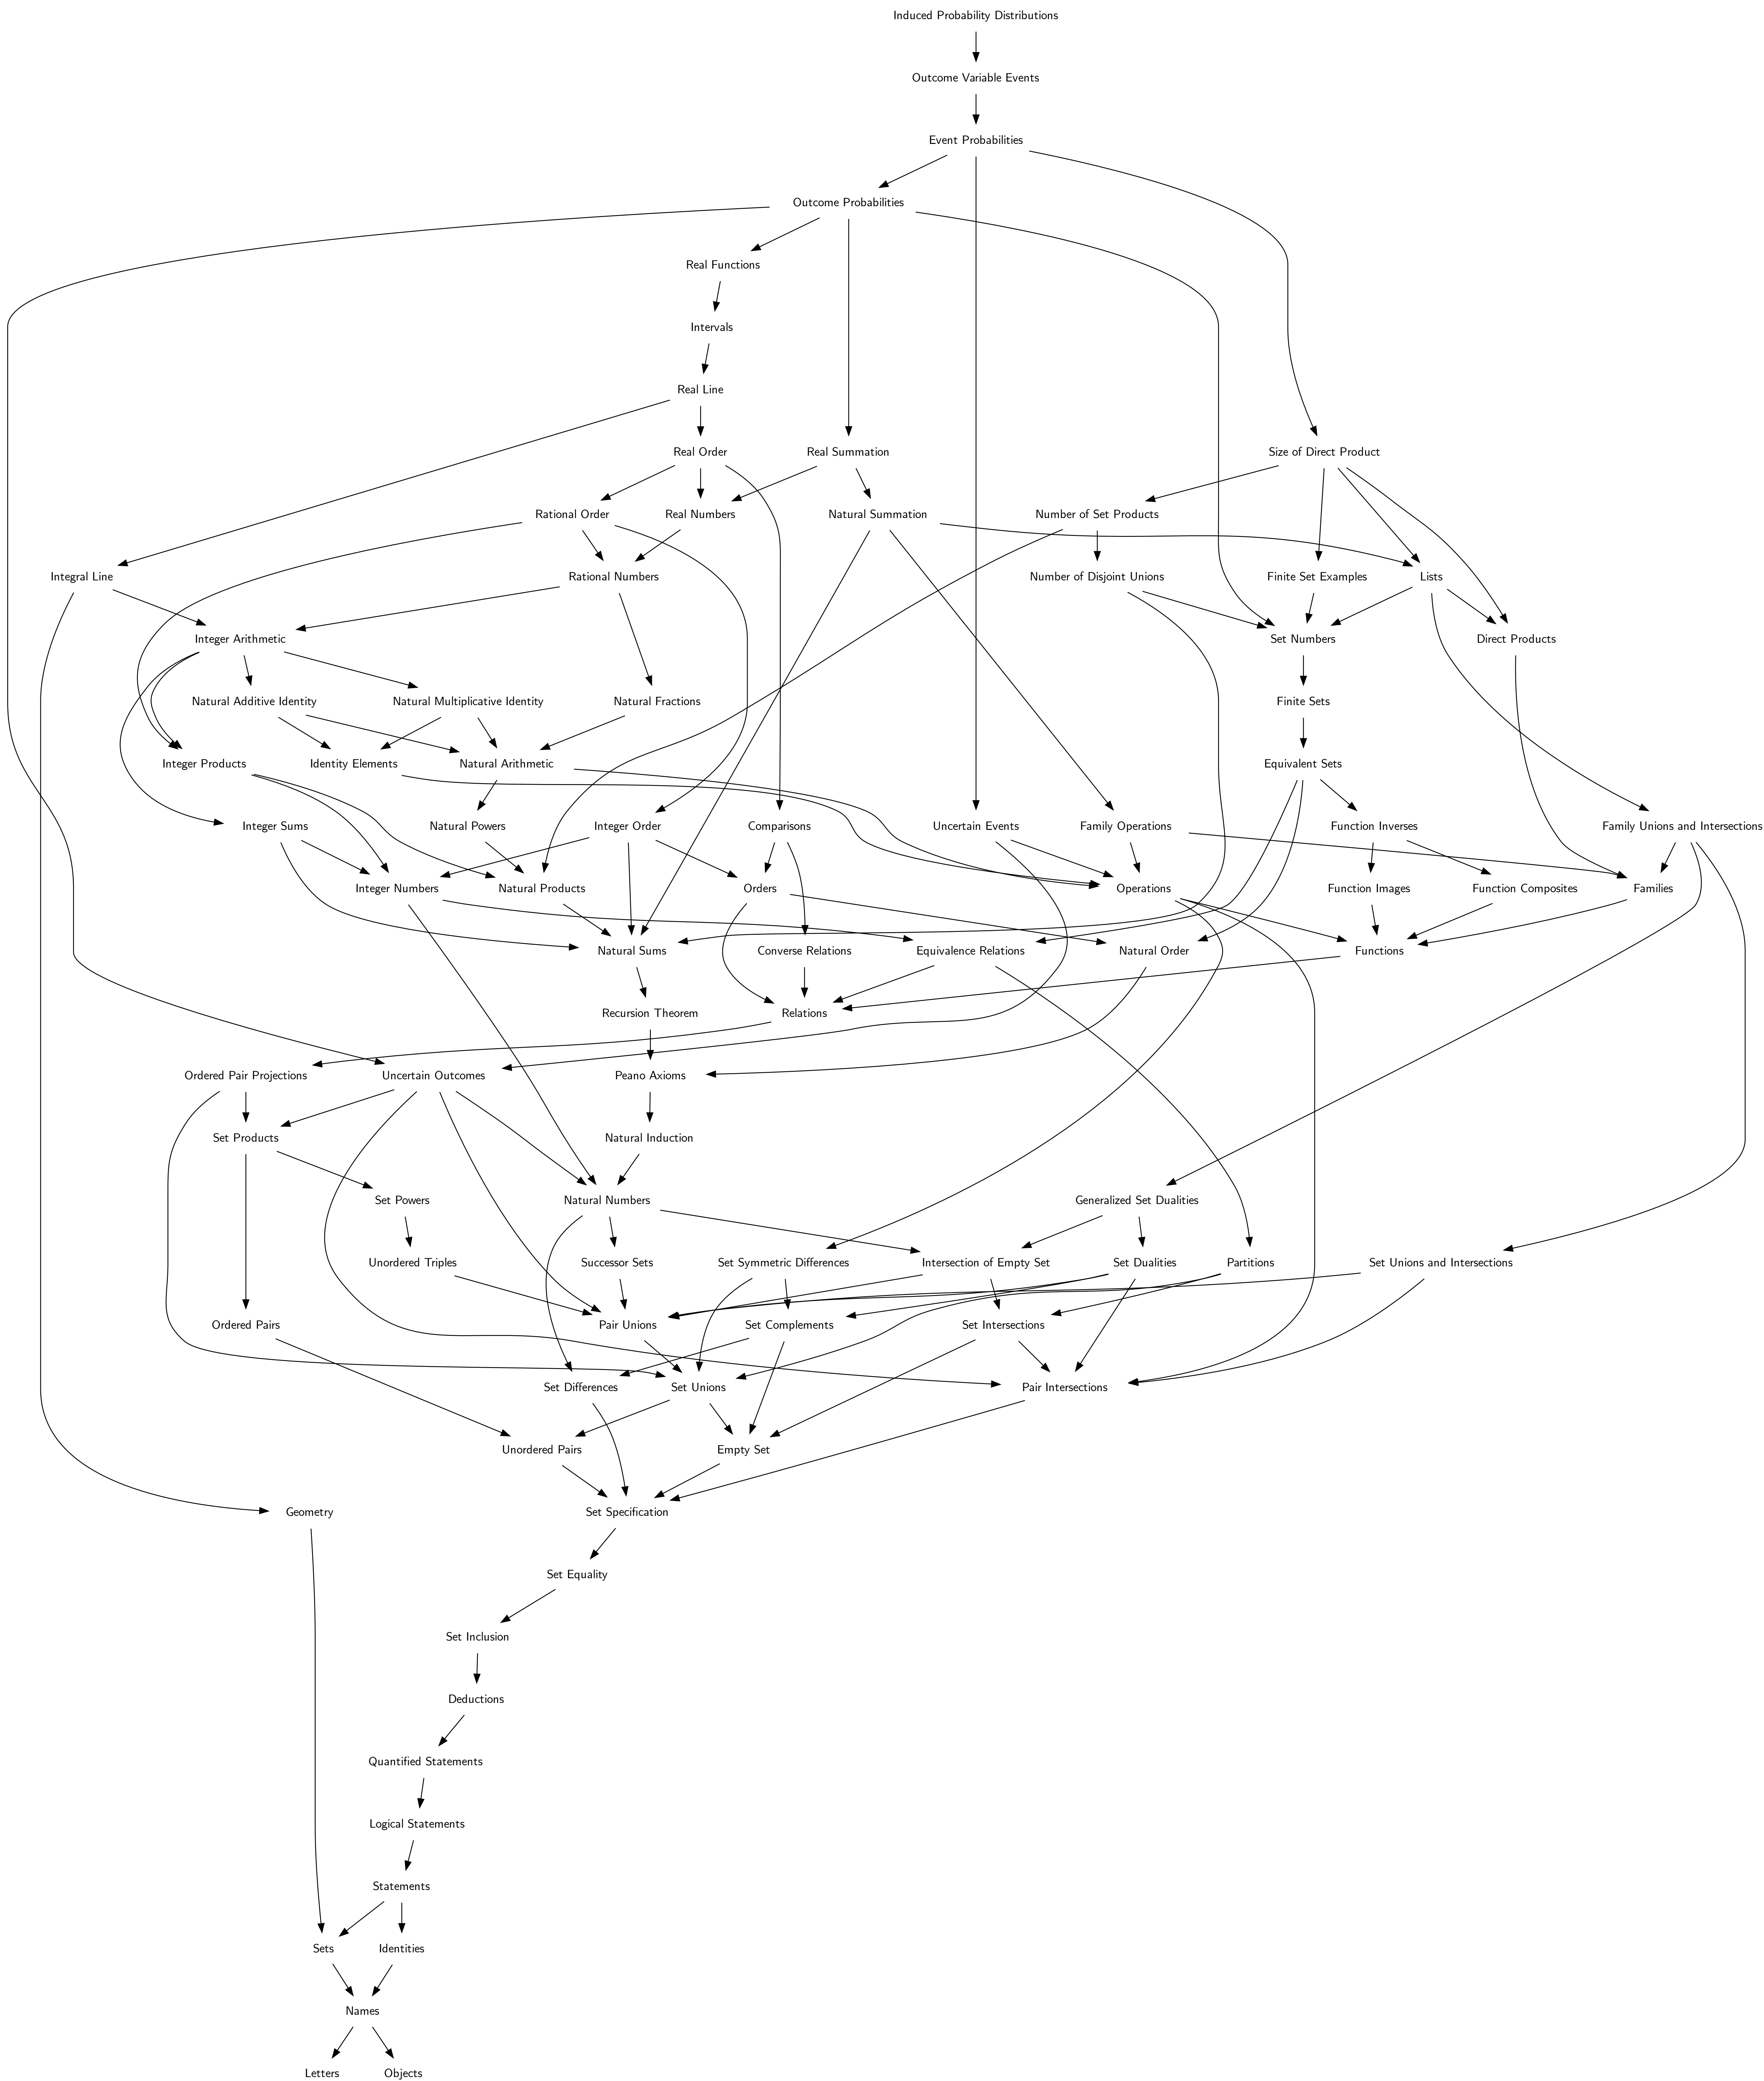 Induced Probability Distributions
Outcome Variable Events
Event Probabilities
Outcome Probabilities
Real Functions
Intervals
Real Line
Real Order
Real Summation
Size of Direct Product
Rational Order
Real Numbers
Natural Summation
Number of Set Products
Integral Line
Rational Numbers
Number of Disjoint Unions
Finite Set Examples
Lists
Integer Arithmetic
Set Numbers
Direct Products
Natural Additive Identity
Natural Multiplicative Identity
Natural Fractions
Finite Sets
Integer Products
Identity Elements
Natural Arithmetic
Equivalent Sets
Integer Sums
Natural Powers
Integer Order
Comparisons
Uncertain Events
Family Operations
Function Inverses
Family Unions and Intersections
Integer Numbers
Natural Products
Orders
Operations
Function Images
Function Composites
Families
Natural Sums
Converse Relations
Equivalence Relations
Natural Order
Functions
Recursion Theorem
Relations
Ordered Pair Projections
Uncertain Outcomes
Peano Axioms
Set Products
Natural Induction
Set Powers
Natural Numbers
Generalized Set Dualities
Unordered Triples
Successor Sets
Set Symmetric Differences
Intersection of Empty Set
Set Dualities
Partitions
Set Unions and Intersections
Ordered Pairs
Pair Unions
Set Complements
Set Intersections
Set Differences
Set Unions
Pair Intersections
Unordered Pairs
Empty Set
Geometry
Set Specification
Set Equality
Set Inclusion
Deductions
Quantified Statements
Logical Statements
Statements
Sets
Identities
Names
Letters
Objects